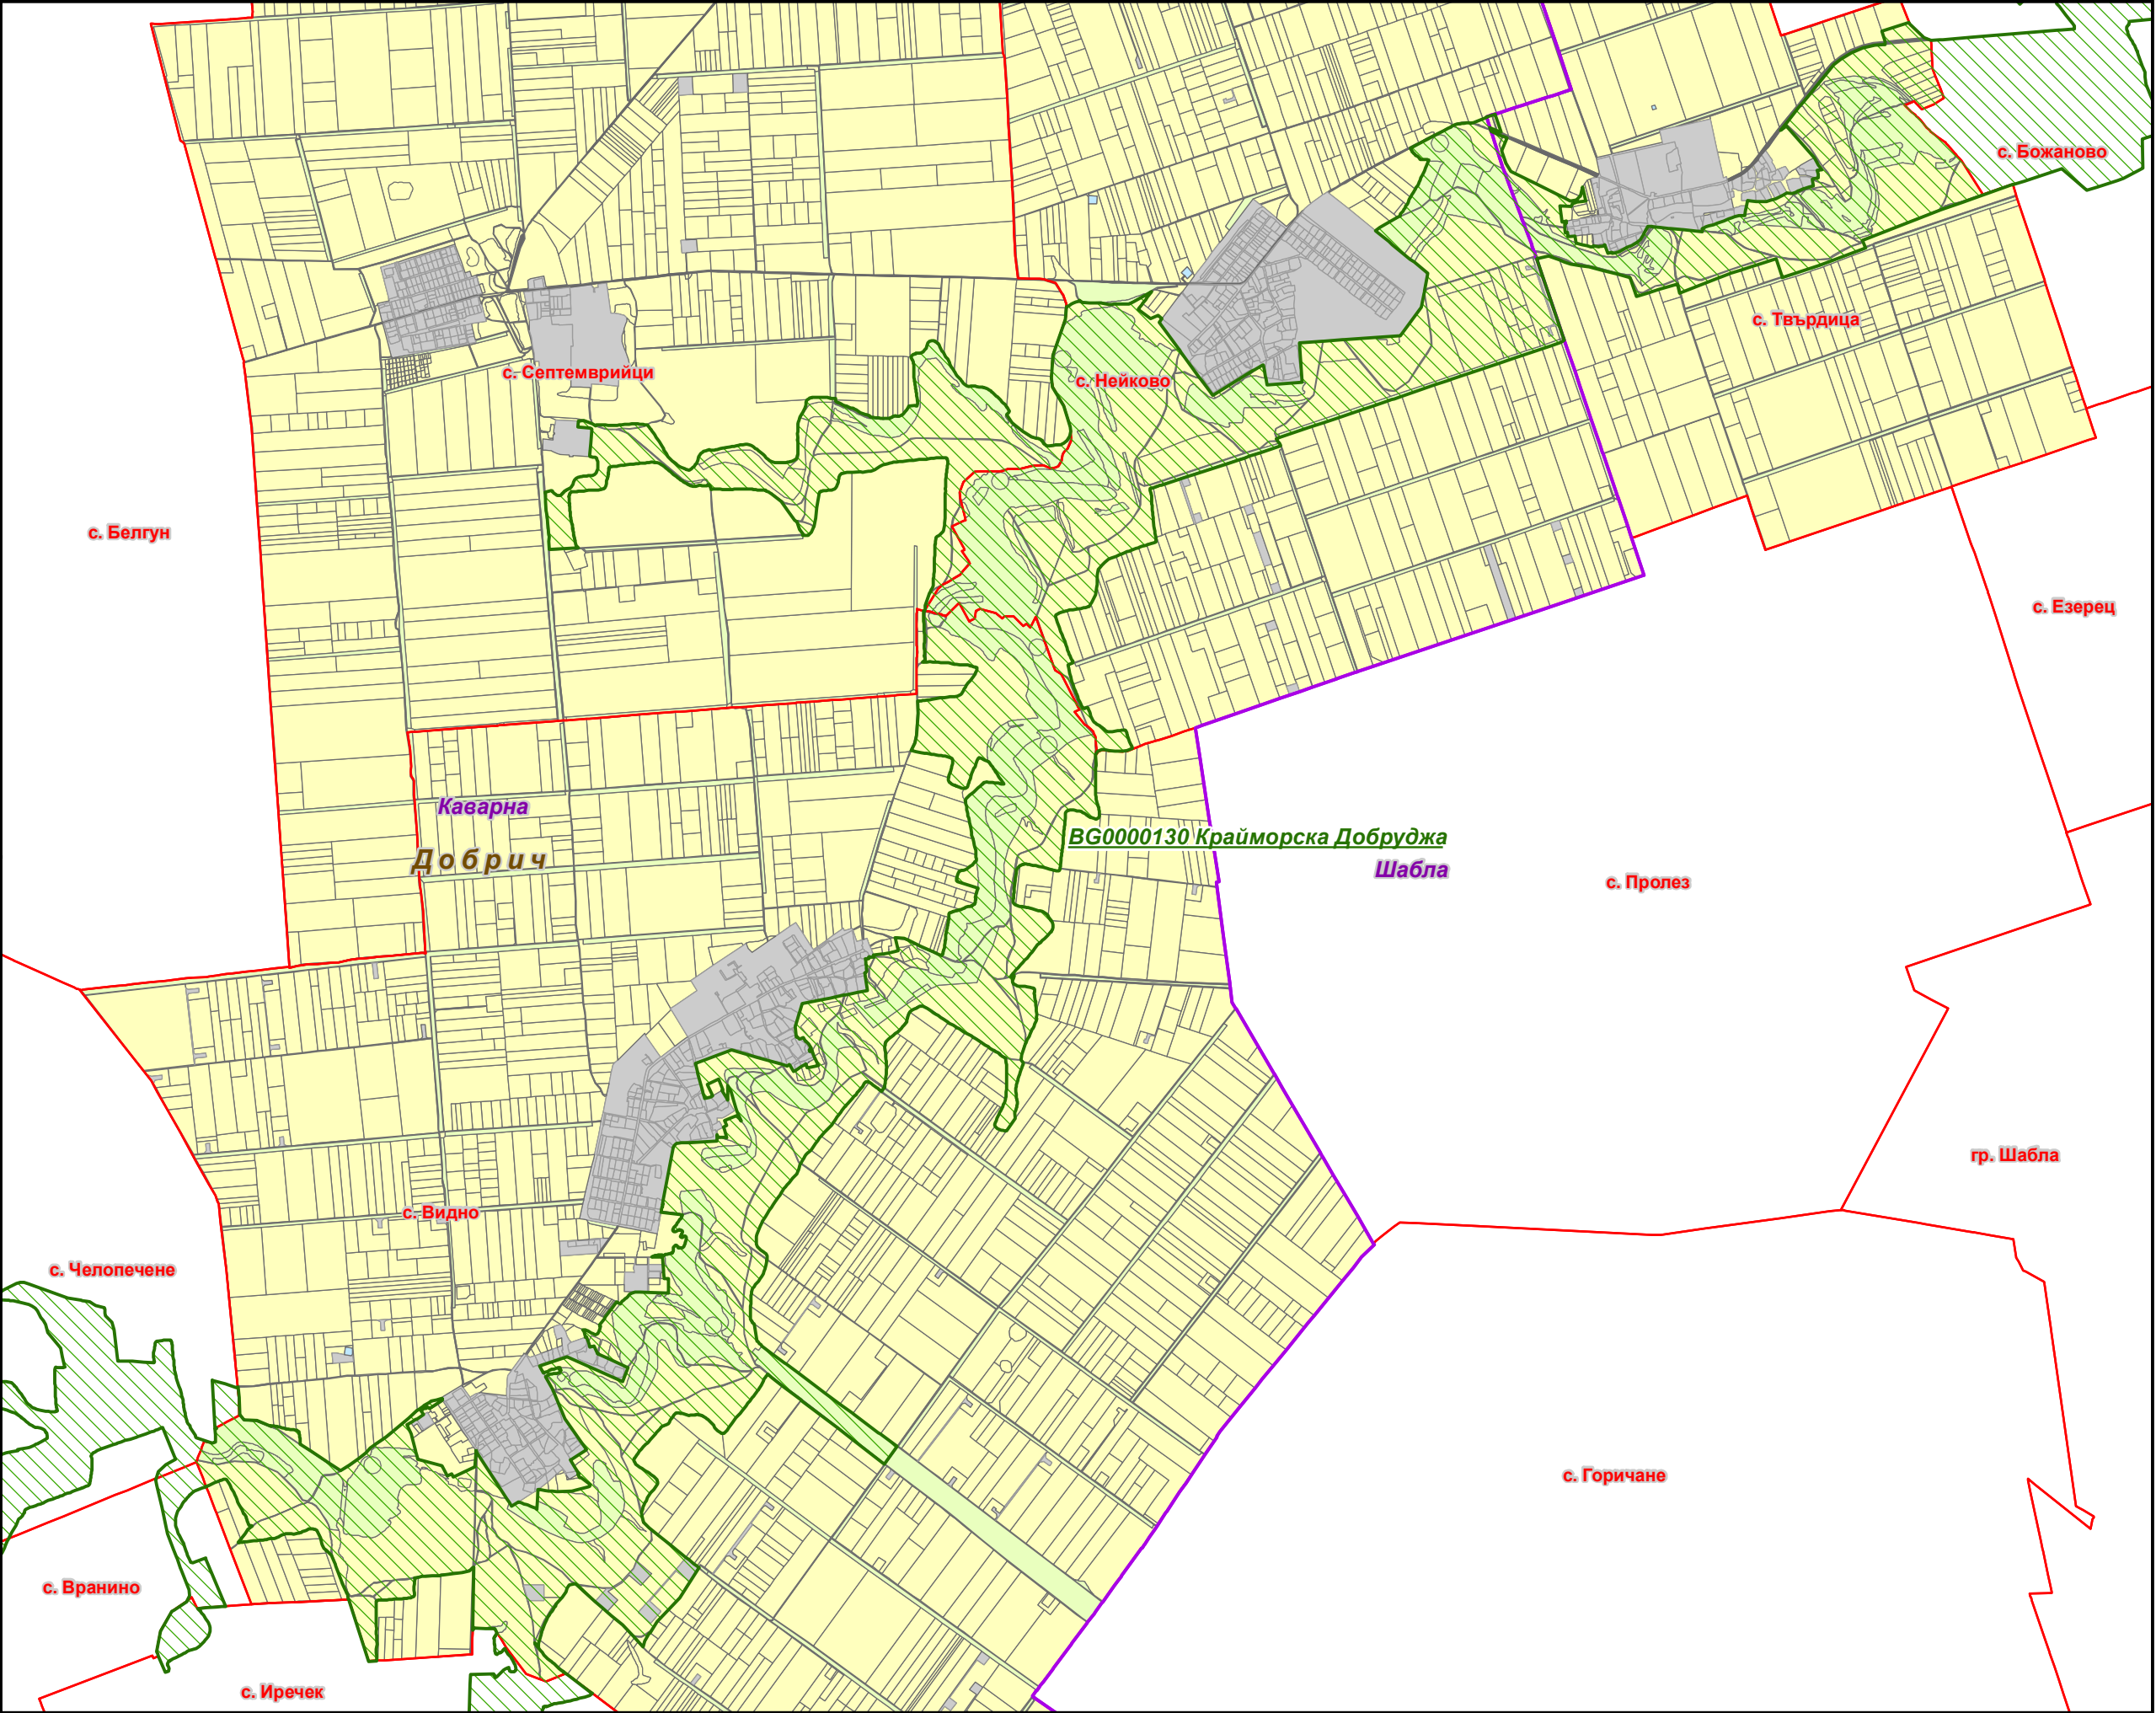 с. Божаново
с. Твърдица
с. Септемврийци
с. Нейково
с. Белгун
с. Езерец
Каварна
BG0000130 Крайморска Добруджа
Добрич
Шабла
с. Пролез
гр. Шабла
с. Видно
с. Челопечене
с. Горичане
с. Вранино
с. Иречек